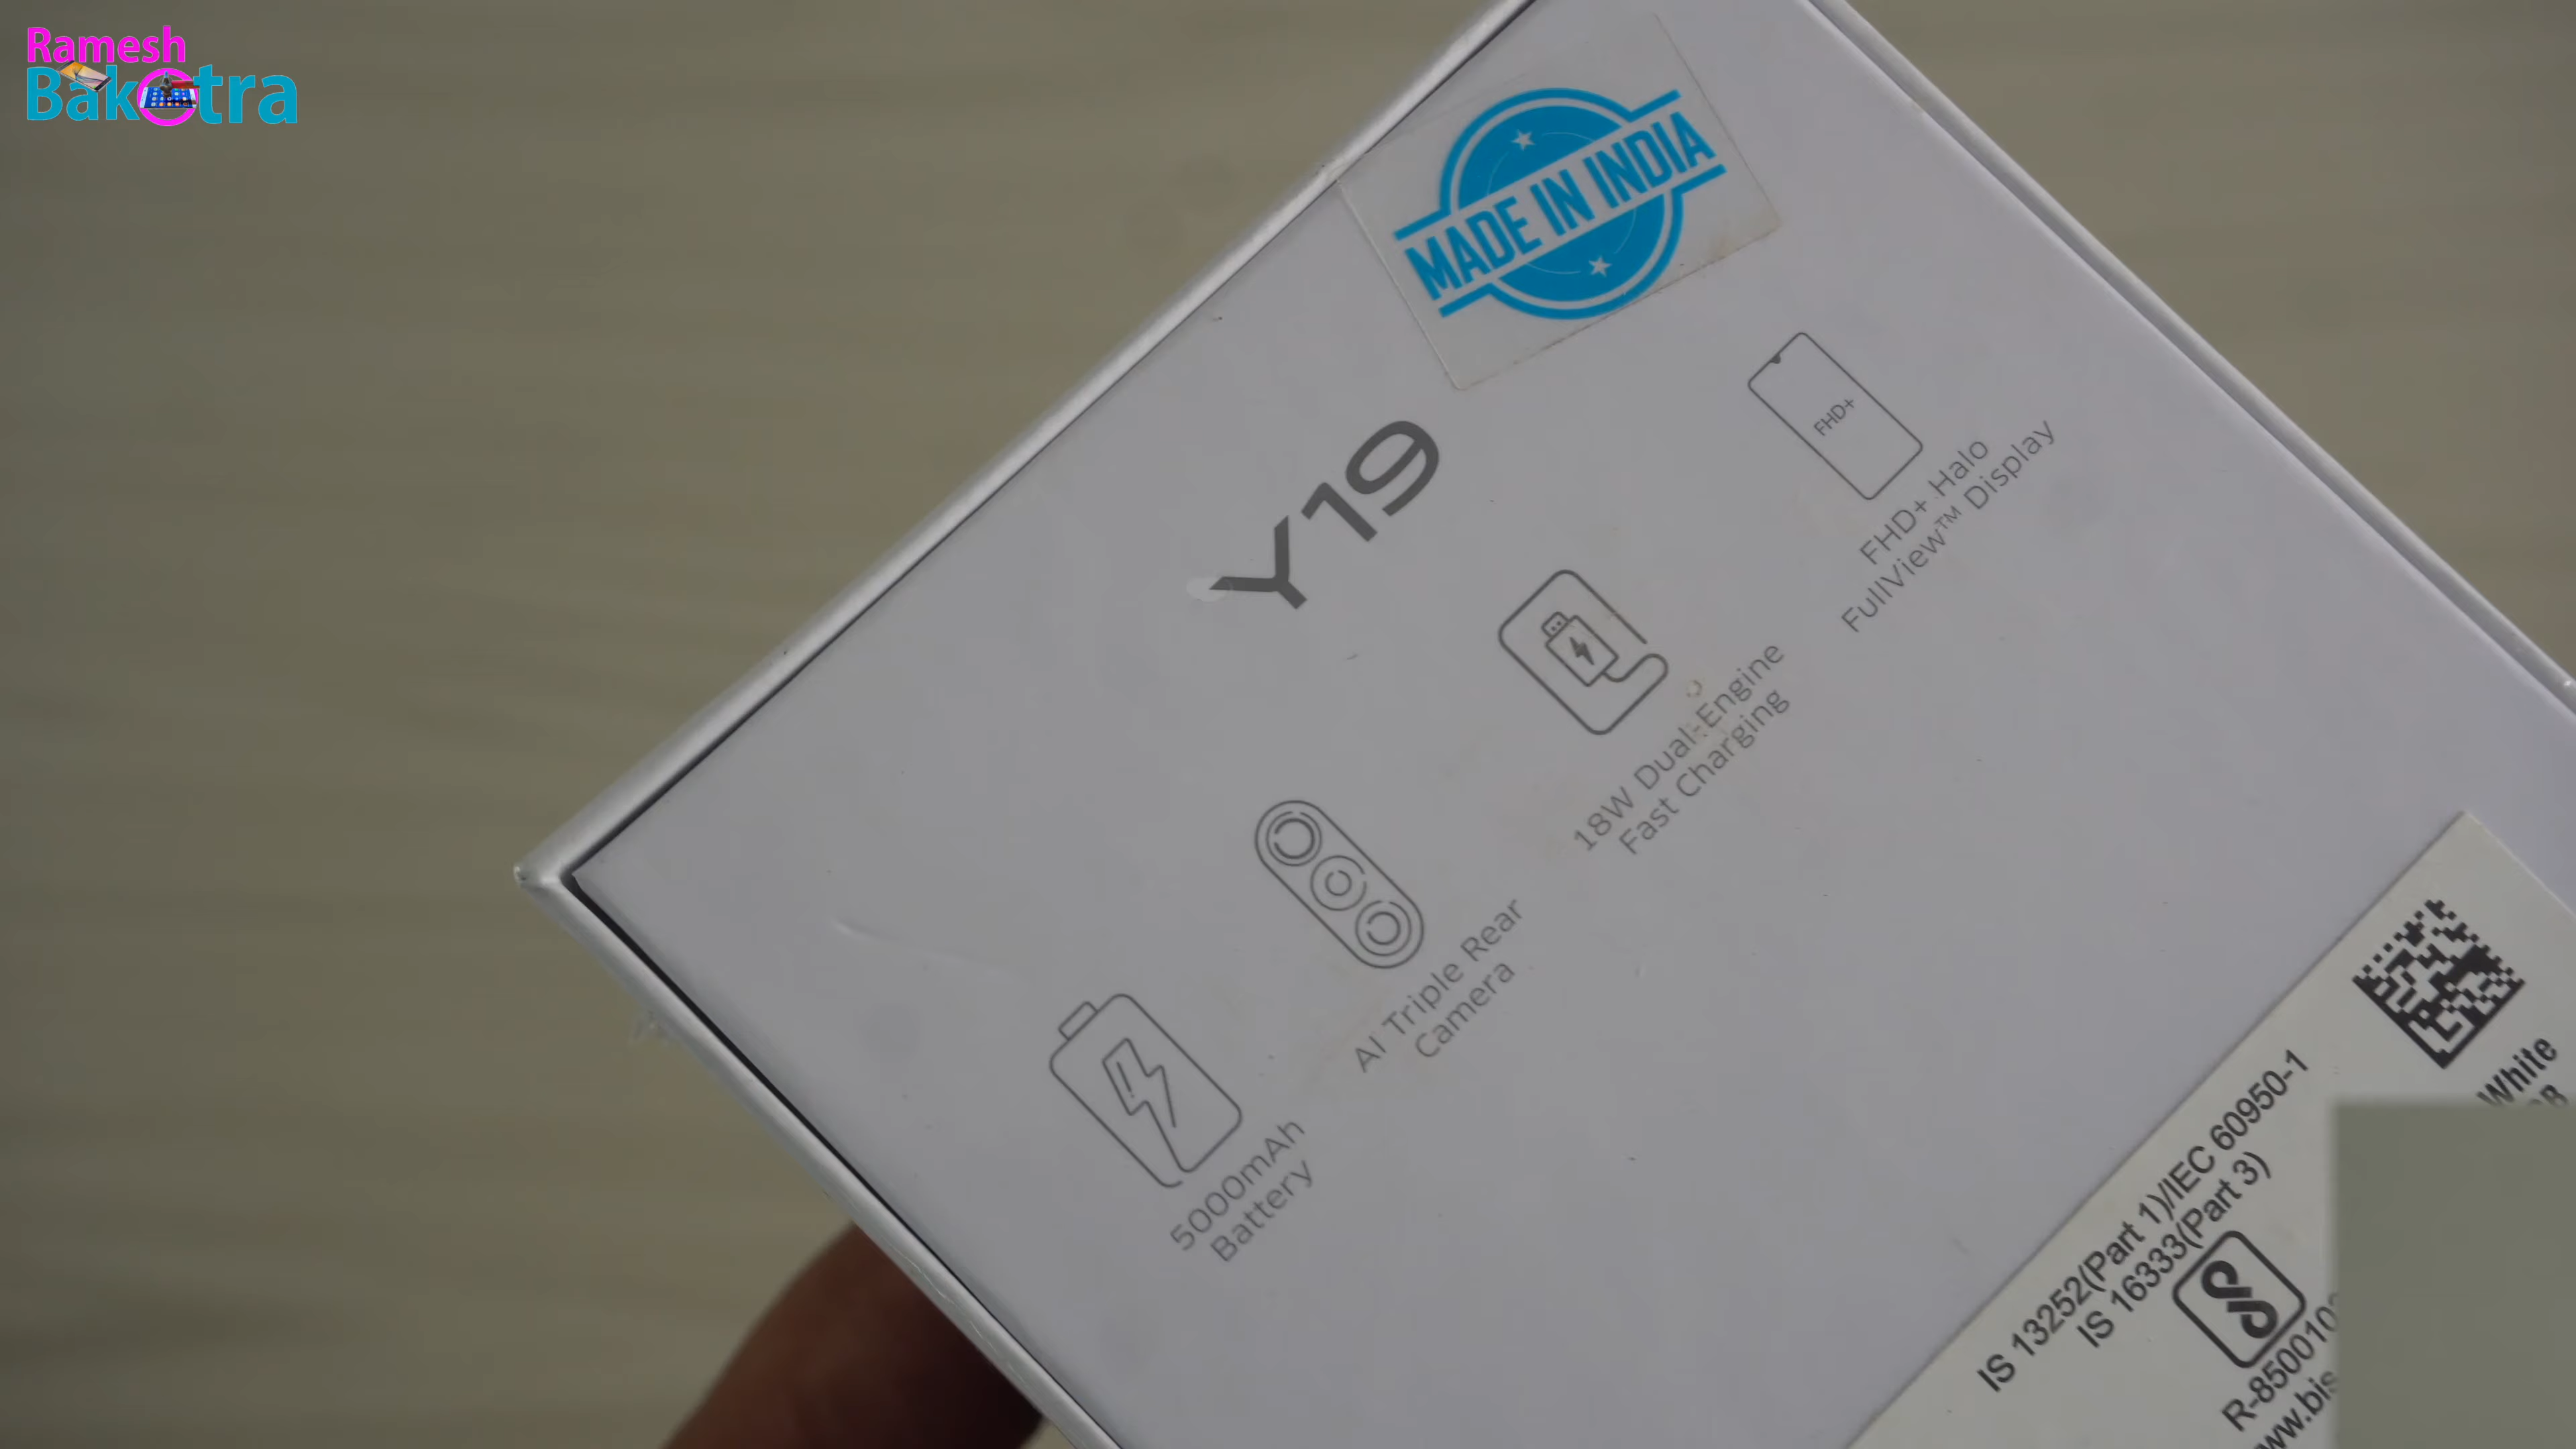 Ramesh
Bakotra
MADE IN INDIA
Y19
FHD+
FHD+ Halo
FullView™ Display
18W Dual-Engine
Fast Charging
AI Triple Rear
Camera
5000mAh
Battery
White
IS 13252(Part 1)/IEC 60950-1
IS 16333(Part 3)